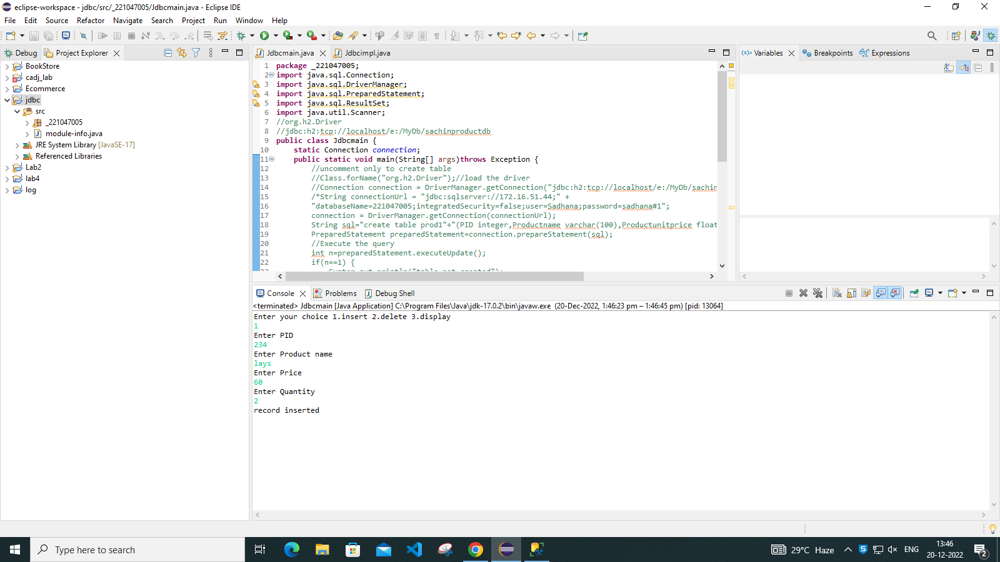 eclipse-workspace - jdbc/src/_221047005/Jdbcmain.java - Eclipse IDE
File Edit Source Refactor Navigate Search Project Run Window Help
Debug Project Explorer
BookStore
cadj_lab
Ecommerce
jdbc
src
_221047005
module-info.java
JRE System Library [JavaSE-17]
Referenced Libraries
Lab2
lab4
log
Jdbcmain.java Jdbcimpl.java
1 package _221047005;
2 import java.sql.Connection;
3 import java.sql.DriverManager;
4 import java.sql.PreparedStatement;
5 import java.sql.ResultSet;
6 import java.util.Scanner;
7 //org.h2.Driver
8 //jdbc:h2:tcp://localhost/e:/MyDb/sachinproductdb
9 public class Jdbcmain {
10 static Connection connection;
11 public static void main(String[] args)throws Exception {
12 //uncomment only to create table
13 //Class.forName("org.h2.Driver");//load the driver
14 //Connection connection = DriverManager.getConnection("jdbc:h2:tcp://localhost/e:/MyDb/sachin
15 /*String connectionUrl = "jdbc:sqlserver://172.16.51.44;" +
16 "databaseName=221047005;integratedSecurity=false;user=Sadhana;password=sadhana#1";
17 connection = DriverManager.getConnection(connectionUrl);
18 String sql="create table prod1"+"(PID integer,Productname varchar(100),Productunitprice float
19 PreparedStatement preparedStatement=connection.prepareStatement(sql);
20 //Execute the query
21 int n=preparedStatement.executeUpdate();
22 if(n==1) {
23 System.out.println("table not created");
(x)= Variables Breakpoints Expressions
Console Problems Debug Shell
<terminated> Jdbcmain [Java Application] C:\Program Files\Java\jdk-17.0.2\bin\javaw.exe (20-Dec-2022, 1:46:23 pm – 1:46:45 pm) [pid: 13064]
Enter your choice 1.insert 2.delete 3.display
1
Enter PID
234
Enter Product name
lays
Enter Price
60
Enter Quantity
2
record inserted
Type here to search
29°C Haze
ENG
13:46
20-12-2022
2